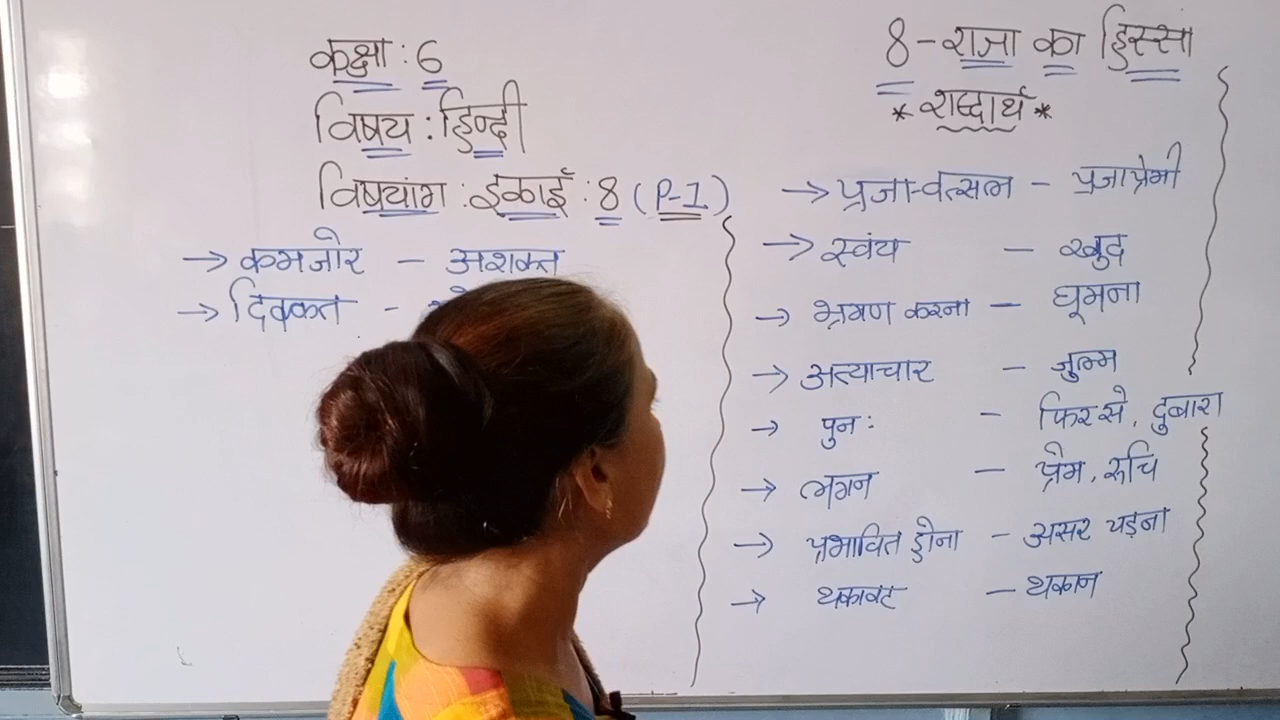 कक्षा : 6
विषय : हिन्दी
विषयांग : इकाई : 8 (P-1)
→ कमजोर – अशक्त
→ दिक्कत –
8 - राजा का हिस्सा
* शब्दार्थ *
→ प्रजा-वत्सल – प्रजाप्रेमी
→ स्वंय – खुद
→ भ्रमण करना – घूमना
→ अत्याचार – जुल्म
→ पुनः – फिर से, दुबारा
→ लगन – प्रेम, रुचि
→ प्रभावित होना – असर पड़ना
→ थकावट – थकान